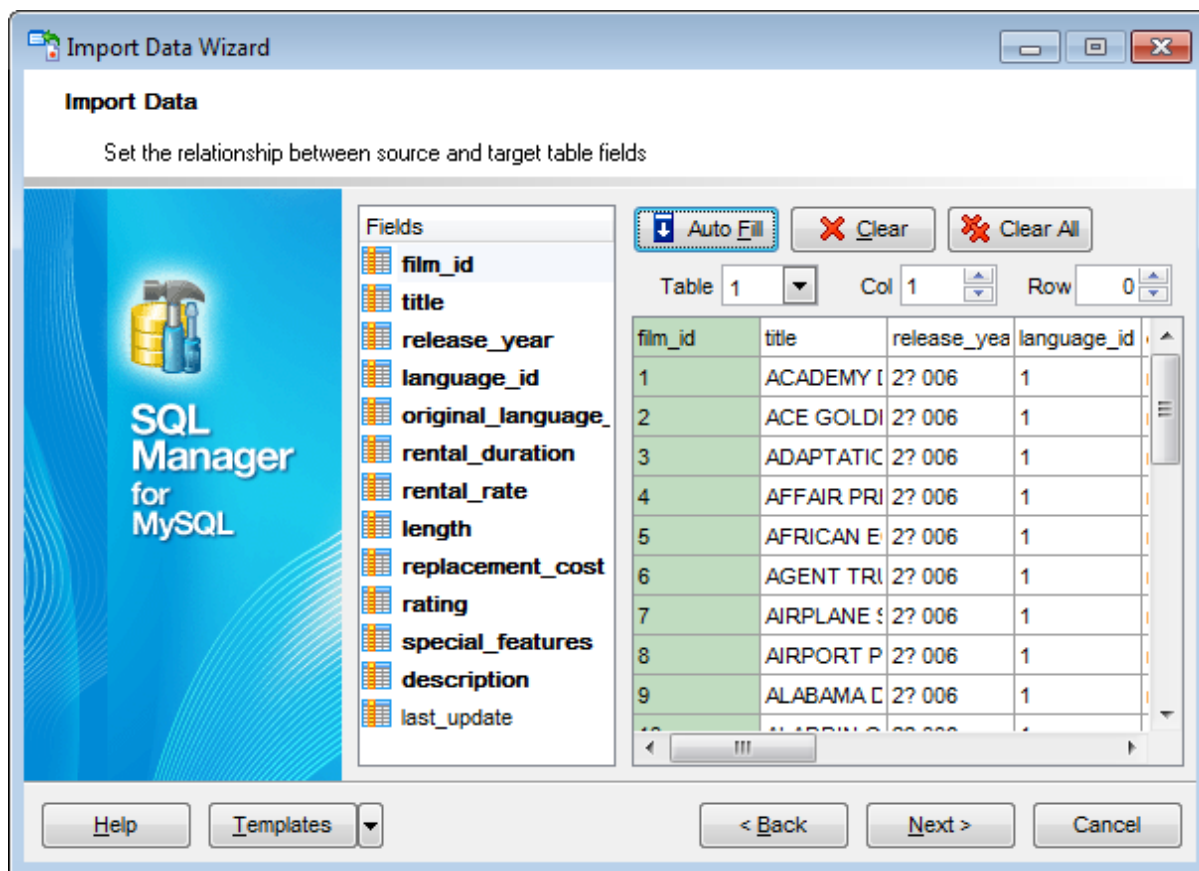 Import Data Wizard
Import Data
Set the relationship between source and target table fields
SQL
Manager
for
MySQL
Fields
film_id
title
release_year
language_id
original_language_
rental_duration
rental_rate
length
replacement_cost
rating
special_features
description
last_update
Auto Fill Clear Clear All
Table 1 Col 1 Row 0
film_id title release_yea language_id
1 ACADEMY 2? 006 1
2 ACE GOLDI 2? 006 1
3 ADAPTATIC 2? 006 1
4 AFFAIR PRI 2? 006 1
5 AFRICAN E 2? 006 1
6 AGENT TRU 2? 006 1
7 AIRPLANE 2? 006 1
8 AIRPORT P 2? 006 1
9 ALABAMA D 2? 006 1
Help Templates < Back Next > Cancel